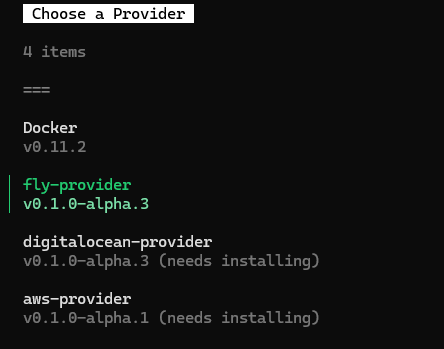 Choose a Provider
4 items
===
Docker
v0.11.2
fly-provider
v0.1.0-alpha.3
digitalocean-provider
v0.1.0-alpha.3 (needs installing)
aws-provider
v0.1.0-alpha.1 (needs installing)